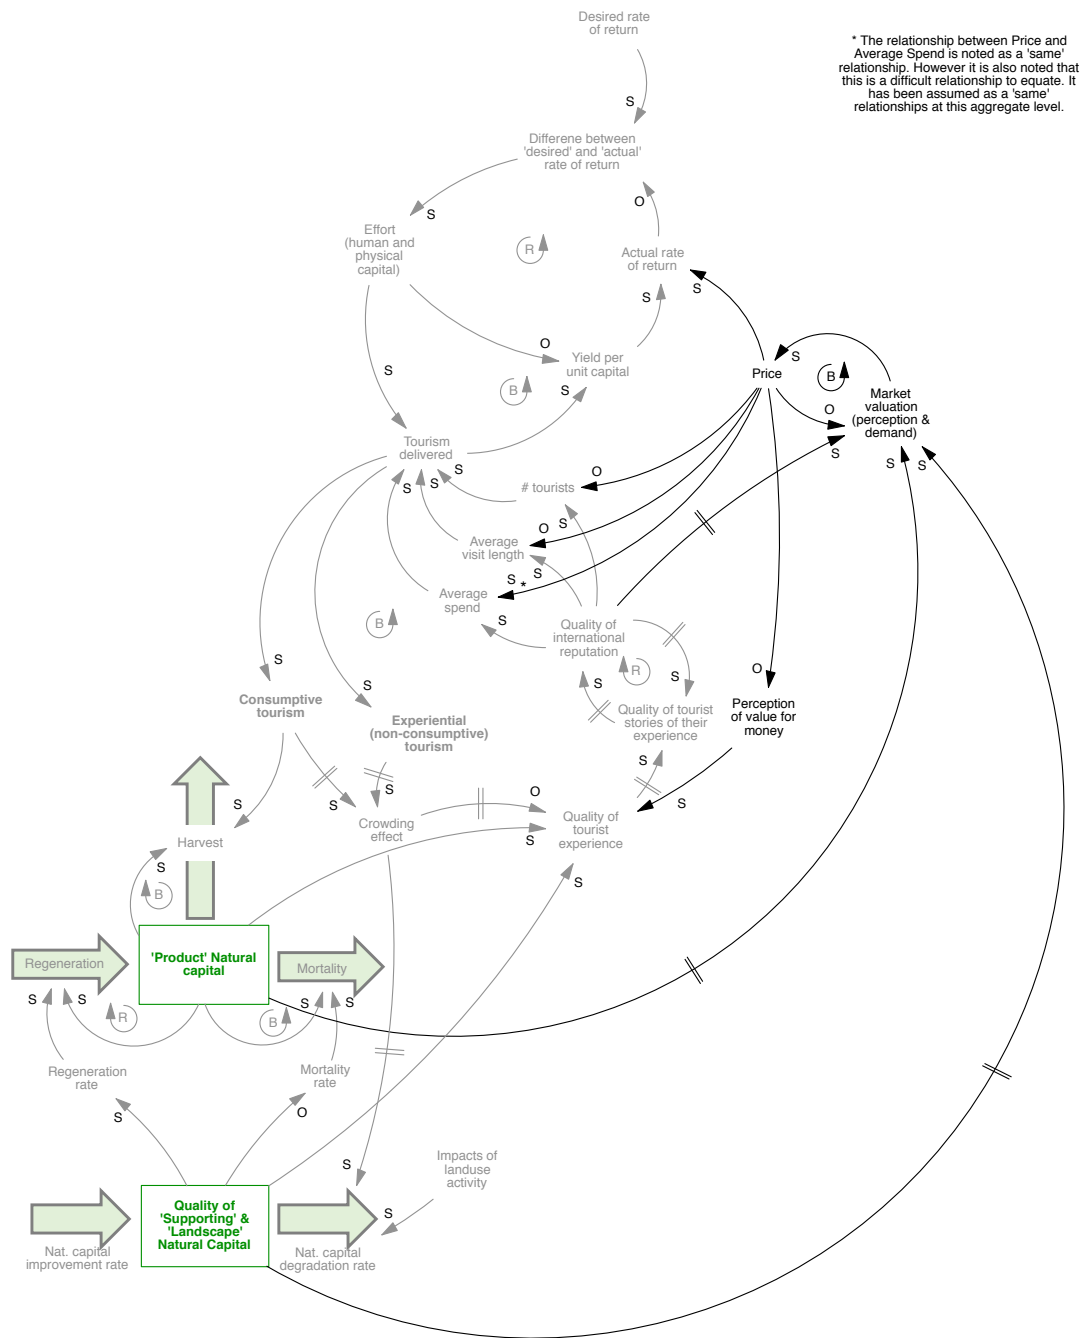 Desired rate
of return
* The relationship between Price and
Average Spend is noted as a 'same'
relationship. However it is also noted that
this is a difficult relationship to equate. It
has been assumed as a 'same'
relationships at this aggregate level.
S
Differene between
'desired' and 'actual'
rate of return
O
S
Effort
(human and
physical
capital)
R
Actual rate
of return
S
S
O
Yield per
unit capital
S
B
S
S
Price
B
O
Market
valuation
(perception &
demand)
S
S
S
Tourism
delivered
S
S
S
# tourists
O
S
O
Average
visit length
S
S
*
Average
spend
S
B
Quality of
international
reputation
R
S
S
O
S
S
Consumptive
tourism
Experiential
(non-consumptive)
tourism
Quality of tourist
stories of their
experience
Perception
of value for
money
S
S
S
S
S
O
Crowding
effect
Quality of
tourist
experience
S
S
Harvest
S
B
'Product' Natural
capital
Regeneration
Mortality
S
S
R
B
S
S
Regeneration
rate
Mortality
rate
S
O
S
Impacts of
landuse
activity
S
Quality of
'Supporting' &
'Landscape'
Natural Capital
Nat. capital
improvement rate
Nat. capital
degradation rate